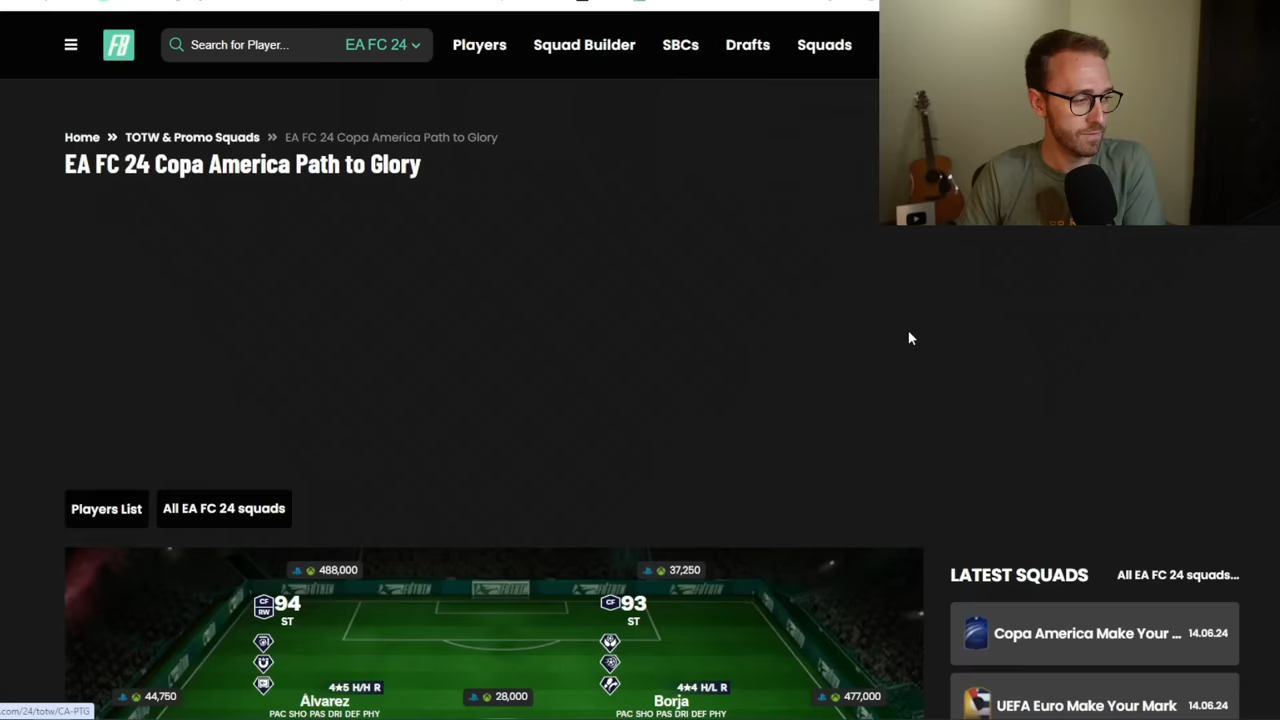 Search for Player...
EA FC 24
Players
Squad Builder
SBCs
Drafts
Squads
Home » TOTW & Promo Squads » EA FC 24 Copa America Path to Glory
EA FC 24 Copa America Path to Glory
Players List
All EA FC 24 squads
488,000
37,250
CF
RW
94
ST
CF
93
ST
4★5 H/H R
4★4 H/L R
44,750
28,000
477,000
Álvarez
Borja
PAC SHO PAS DRI DEF PHY
PAC SHO PAS DRI DEF PHY
LATEST SQUADS
All EA FC 24 squads...
Copa America Make Your ...
14.06.24
UEFA Euro Make Your Mark
14.06.24
.com/24/totw/CA-PTG